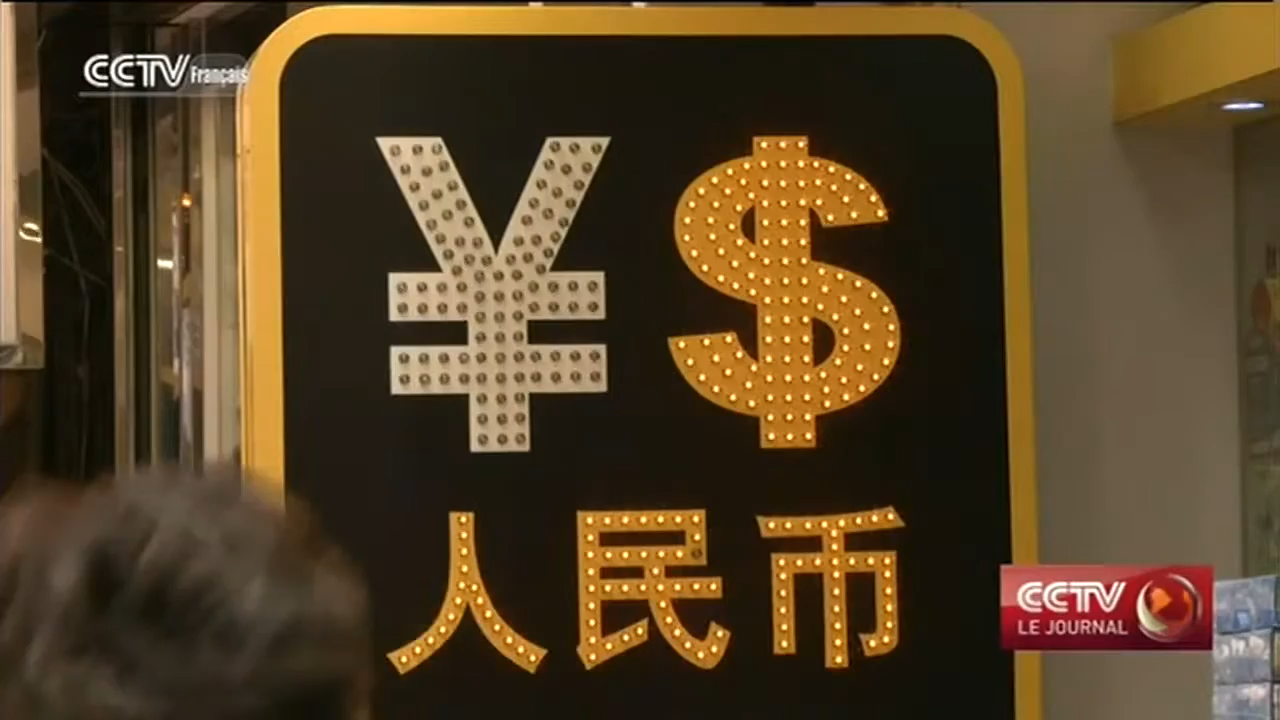 CCTV Français
¥ $
人民币
CCTV
LE JOURNAL